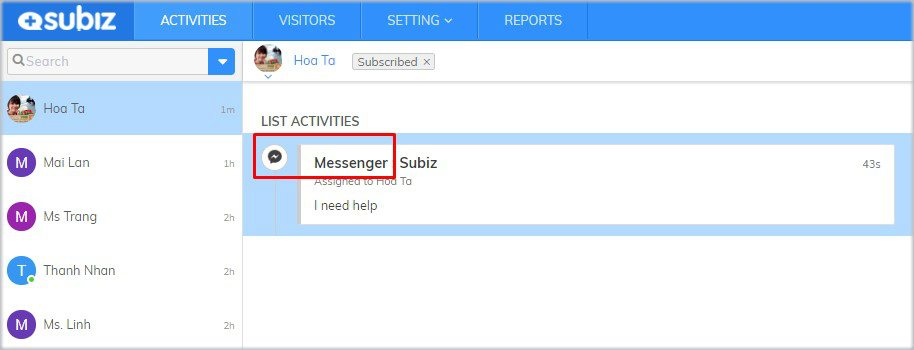 subiz ACTIVITIES VISITORS SETTING REPORTS
Search
Hoa Ta 1m
M Mai Lan 1h
M Ms Trang 2h
T Thanh Nhan 2h
M Ms. Linh 2h
Hoa Ta Subscribed ×
LIST ACTIVITIES
Messenger Subiz 43s
Assigned to Hoa Ta
I need help